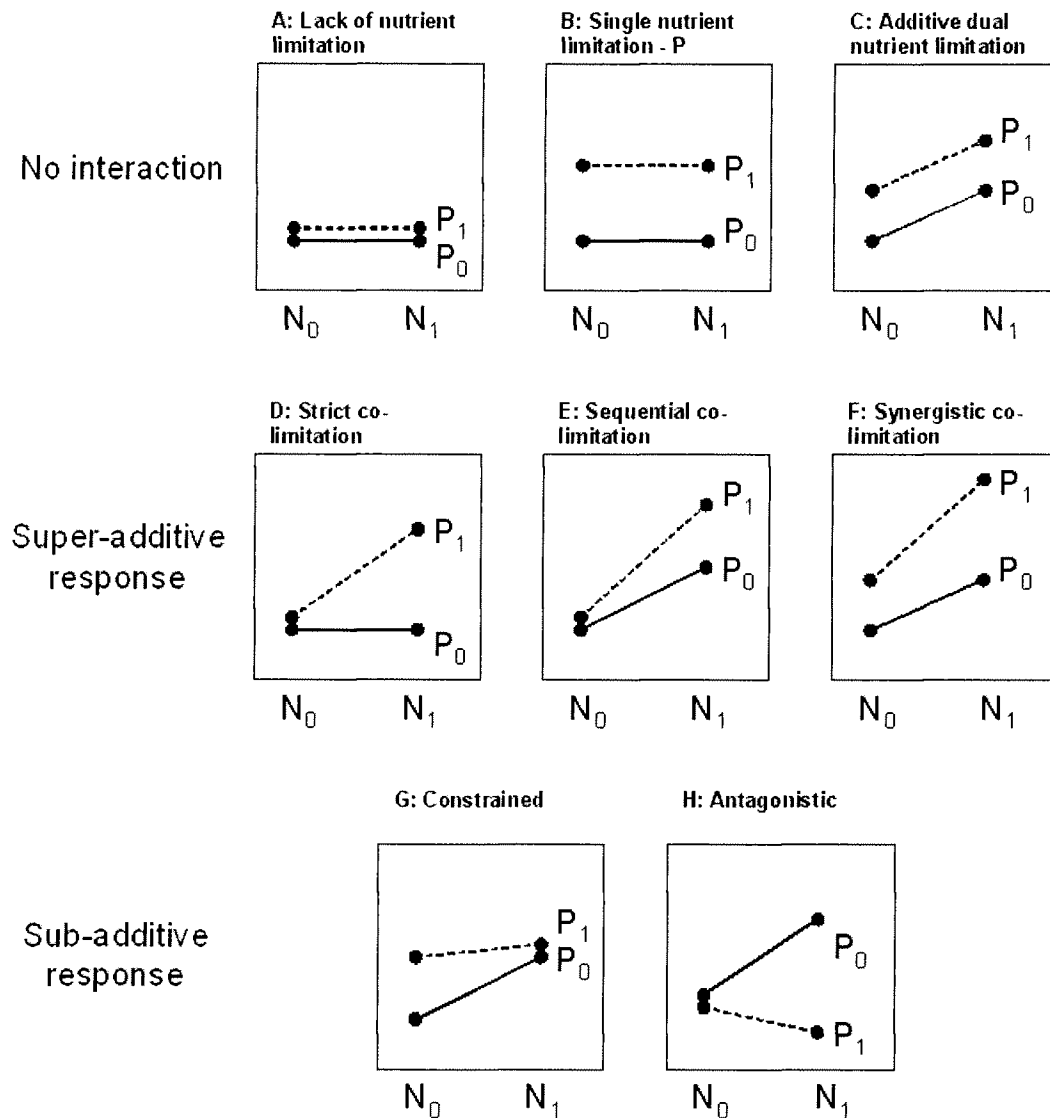 A: Lack of nutrient
limitation
B: Single nutrient
limitation - P
C: Additive dual
nutrient limitation
No interaction
P₁
P₀
N₀ N₁
P₁
P₀
N₀ N₁
P₁
P₀
N₀ N₁
D: Strict co-
limitation
E: Sequential co-
limitation
F: Synergistic co-
limitation
Super-additive
response
P₁
P₀
N₀ N₁
P₁
P₀
N₀ N₁
P₁
P₀
N₀ N₁
G: Constrained
H: Antagonistic
Sub-additive
response
P₁
P₀
N₀ N₁
P₀
P₁
N₀ N₁